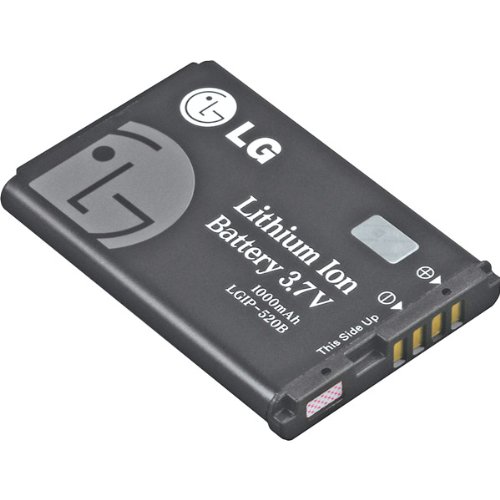 LG
Lithium Ion
Battery 3.7V
1000mAh
LGIP-520B
This Side Up